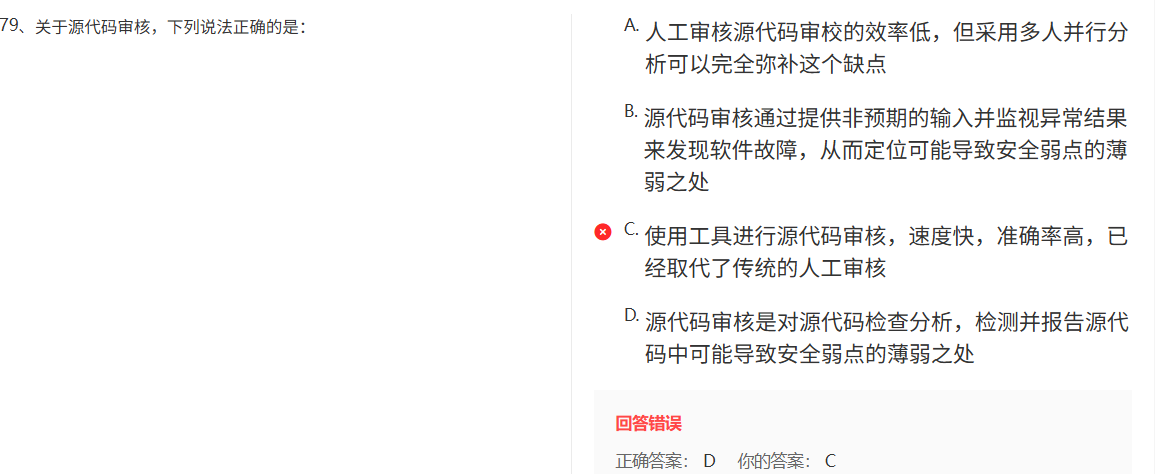 79、关于源代码审核，下列说法正确的是：
A. 人工审核源代码审校的效率低，但采用多人并行分
析可以完全弥补这个缺点
B. 源代码审核通过提供非预期的输入并监视异常结果
来发现软件故障，从而定位可能导致安全弱点的薄
弱之处
C. 使用工具进行源代码审核，速度快，准确率高，已
经取代了传统的人工审核
D. 源代码审核是对源代码检查分析，检测并报告源代
码中可能导致安全弱点的薄弱之处
回答错误
正确答案： D 你的答案： C